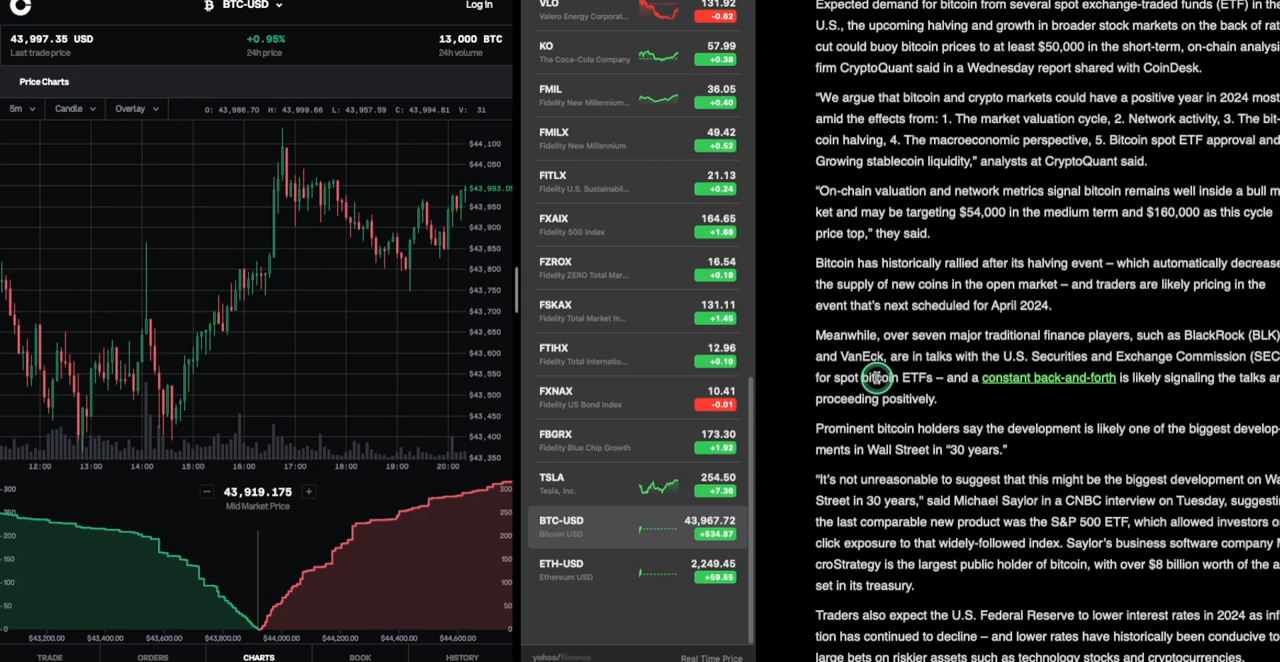 BTC-USD
Log In
43,997.35 USD
Last trade price
+0.95%
24h price
13,000 BTC
24h volume
Price Charts
5m
Candle
Overlay
O: 43,986.70 H: 43,999.66 L: 43,957.59 C: 43,994.81 V: 31
$44,100
$44,050
$43,993.05
$43,950
$43,900
$43,850
$43,800
$43,750
$43,700
$43,650
$43,600
$43,550
$43,500
$43,450
$43,400
$43,350
12:00 13:00 14:00 15:00 16:00 17:00 18:00 19:00 20:00
43,919.175
Mid Market Price
300
250
200
150
100
50
0
300
250
200
150
100
50
0
$43,200.00 $43,400.00 $43,600.00 $43,800.00 $44,000.00 $44,200.00 $44,400.00 $44,600.00
TRADE ORDERS CHARTS BOOK HISTORY
VLO 131.92
Valero Energy Corporat... -0.62
KO 57.99
The Coca-Cola Company +0.38
FMIL 36.05
Fidelity New Millennium... +0.40
FMILX 49.42
Fidelity New Millennium +0.52
FITLX 21.13
Fidelity U.S. Sustainabil... +0.24
FXAIX 164.65
Fidelity 500 Index +1.68
FZROX 16.54
Fidelity ZERO Total Mar... +0.18
FSKAX 131.11
Fidelity Total Market In... +1.45
FTIHX 12.96
Fidelity Total Internatio... +0.19
FXNAX 10.41
Fidelity US Bond Index -0.01
FBGRX 173.30
Fidelity Blue Chip Growth +1.92
TSLA 254.50
Tesla, Inc. +7.36
BTC-USD 43,967.72
Bitcoin USD +534.87
ETH-USD 2,249.45
Ethereum USD +59.55
yahoo!finance Real Time Price
Expected demand for bitcoin from several spot exchange-traded funds (ETF) in the
U.S., the upcoming halving and growth in broader stock markets on the back of rat
cut could buoy bitcoin prices to at least $50,000 in the short-term, on-chain analysi
firm CryptoQuant said in a Wednesday report shared with CoinDesk.
“We argue that bitcoin and crypto markets could have a positive year in 2024 most
amid the effects from: 1. The market valuation cycle, 2. Network activity, 3. The bit-
coin halving, 4. The macroeconomic perspective, 5. Bitcoin spot ETF approval and
Growing stablecoin liquidity,” analysts at CryptoQuant said.
“On-chain valuation and network metrics signal bitcoin remains well inside a bull m
ket and may be targeting $54,000 in the medium term and $160,000 as this cycle
price top,” they said.
Bitcoin has historically rallied after its halving event – which automatically decrease
the supply of new coins in the open market – and traders are likely pricing in the
event that’s next scheduled for April 2024.
Meanwhile, over seven major traditional finance players, such as BlackRock (BLK)
and VanEck, are in talks with the U.S. Securities and Exchange Commission (SEC
for spot bitcoin ETFs – and a constant back-and-forth is likely signaling the talks ar
proceeding positively.
Prominent bitcoin holders say the development is likely one of the biggest develop-
ments in Wall Street in “30 years.”
“It’s not unreasonable to suggest that this might be the biggest development on Wa
Street in 30 years,” said Michael Saylor in a CNBC interview on Tuesday, suggesti
the last comparable new product was the S&P 500 ETF, which allowed investors o
click exposure to that widely-followed index. Saylor’s business software company M
croStrategy is the largest public holder of bitcoin, with over $8 billion worth of the a
set in its treasury.
Traders also expect the U.S. Federal Reserve to lower interest rates in 2024 as inf
tion has continued to decline – and lower rates have historically been conducive to
large bets on riskier assets such as technology stocks and cryptocurrencies.